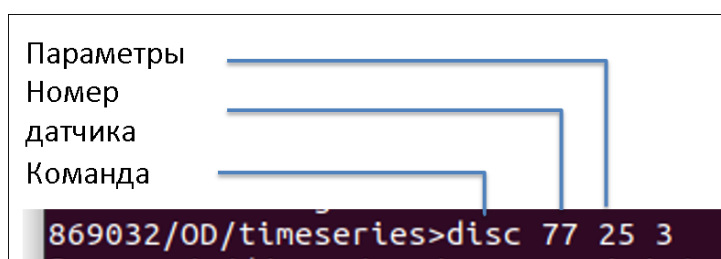 Параметры
Номер
датчика
Команда
869032/OD/timeseries>disc 77 25 3